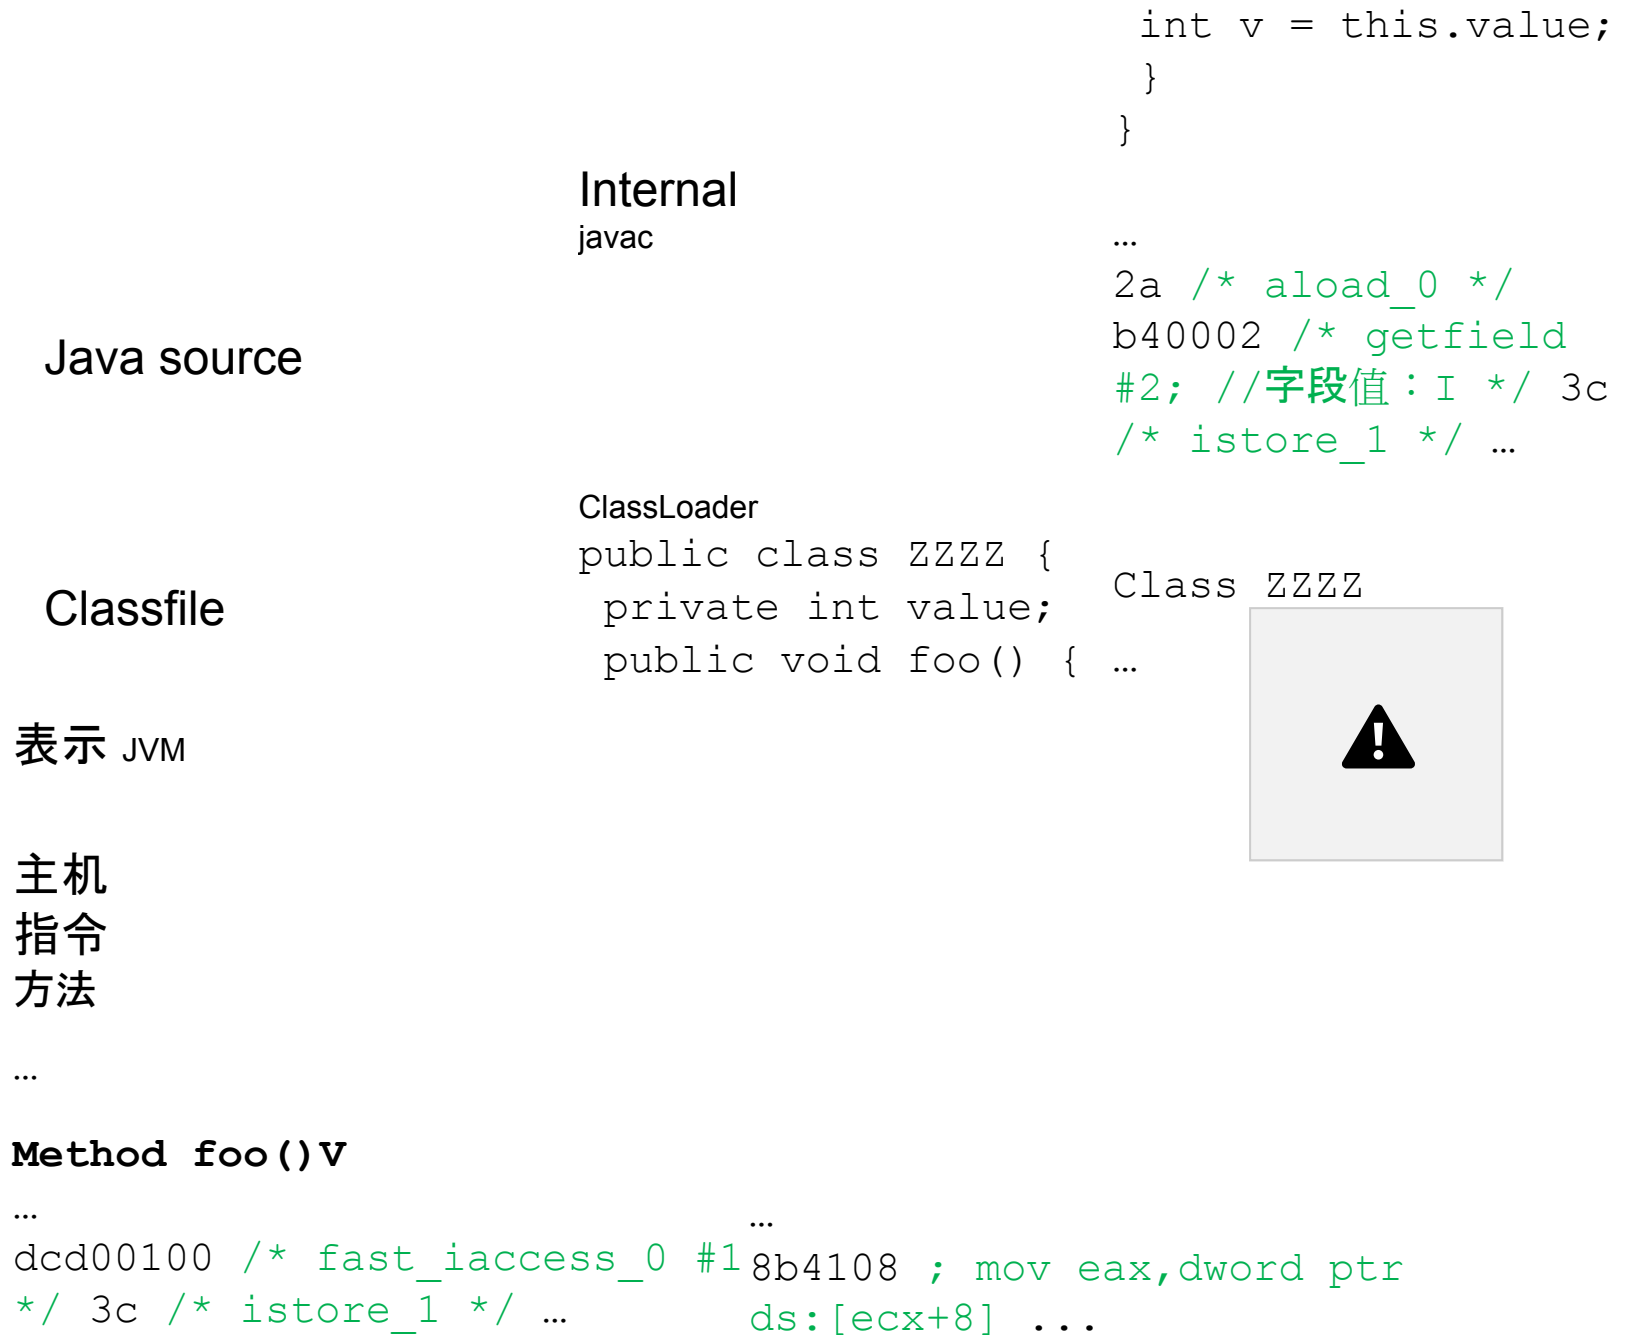 int v = this.value;
}
}
Internal
javac
…
2a /* aload_0 */
b40002 /* getfield
#2; //字段值：I */ 3c
/* istore_1 */ …
Java source
ClassLoader
public class ZZZZ {
private int value;
public void foo() {
Class ZZZZ
…
Classfile
表示 JVM
主机
指令
方法
…
Method foo()V
…
dcd00100 /* fast_iaccess_0 #1
*/ 3c /* istore_1 */ …
…
8b4108 ; mov eax,dword ptr
ds:[ecx+8] ...